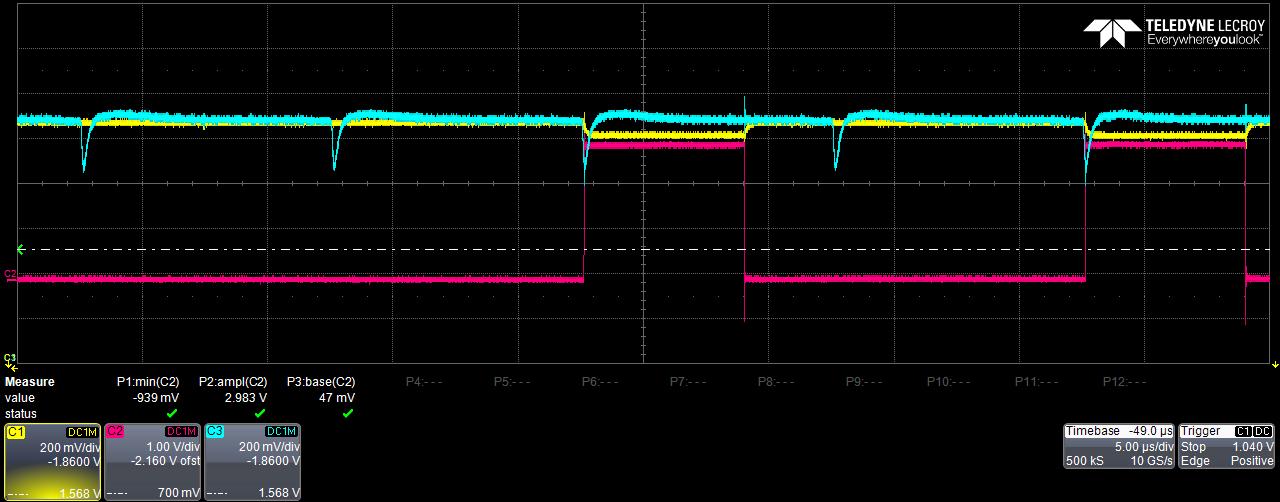 TELEDYNE LECROY
Everywhereyoulook™
C2
C3
Measure P1:min(C2) P2:ampl(C2) P3:base(C2) P4:--- P5:--- P6:--- P7:--- P8:--- P9:--- P10:--- P11:--- P12:---
value -939 mV 2.983 V 47 mV
status
C1 DC1M
200 mV/div
-1.8600 V
1.568 V
C2 DC1M
1.00 V/div
-2.160 V ofst
700 mV
C3 DC1M
200 mV/div
-1.8600 V
1.568 V
Timebase -49.0 µs
5.00 µs/div
500 kS 10 GS/s
Trigger C1 DC
Stop 1.040 V
Edge Positive